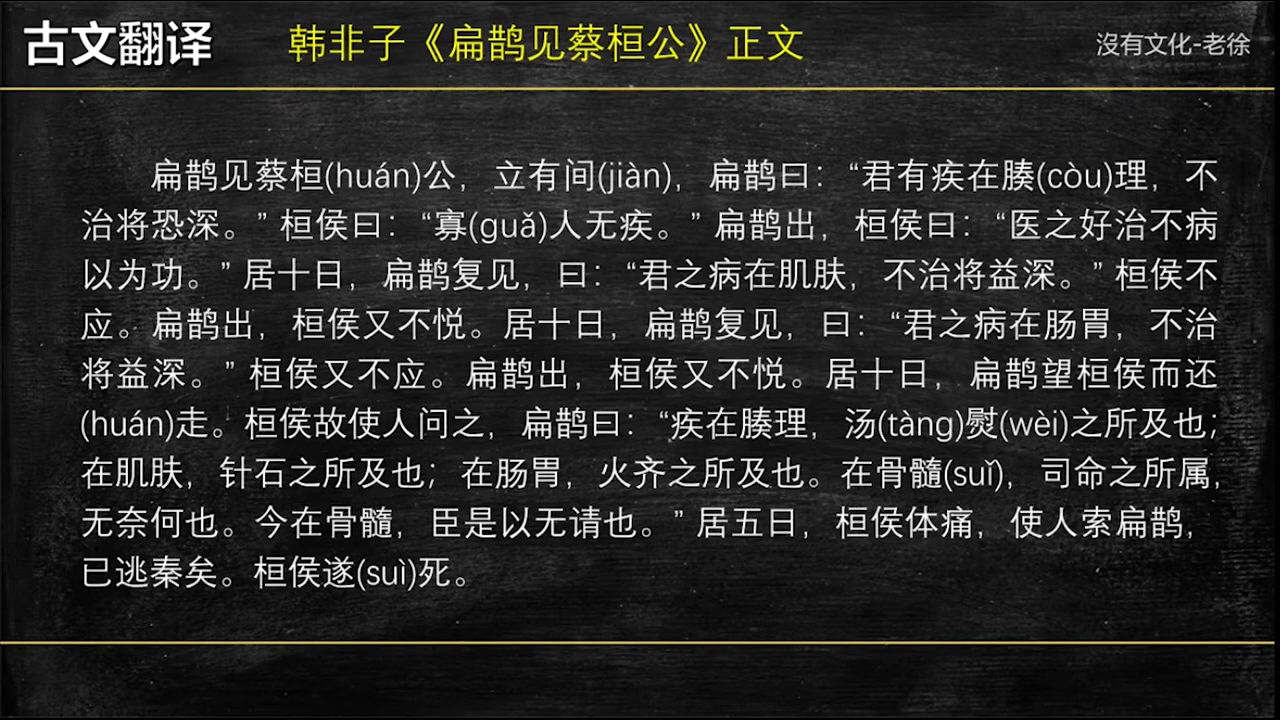 古文翻译
韩非子《扁鹊见蔡桓公》正文
沒有文化-老徐
扁鹊见蔡桓(huán)公，立有间(jiàn)，扁鹊曰：“君有疾在腠(còu)理，不
治将恐深。”桓侯曰：“寡(guǎ)人无疾。”扁鹊出，桓侯曰：“医之好治不病
以为功。”居十日，扁鹊复见，曰：“君之病在肌肤，不治将益深。”桓侯不
应。扁鹊出，桓侯又不悦。居十日，扁鹊复见，曰：“君之病在肠胃，不治
将益深。”桓侯又不应。扁鹊出，桓侯又不悦。居十日，扁鹊望桓侯而还
(huán)走。桓侯故使人问之，扁鹊曰：“疾在腠理，汤(tàng)熨(wèi)之所及也；
在肌肤，针石之所及也；在肠胃，火齐之所及也。在骨髓(suǐ)，司命之所属，
无奈何也。今在骨髓，臣是以无请也。”居五日，桓侯体痛，使人索扁鹊，
已逃秦矣。桓侯遂(suì)死。